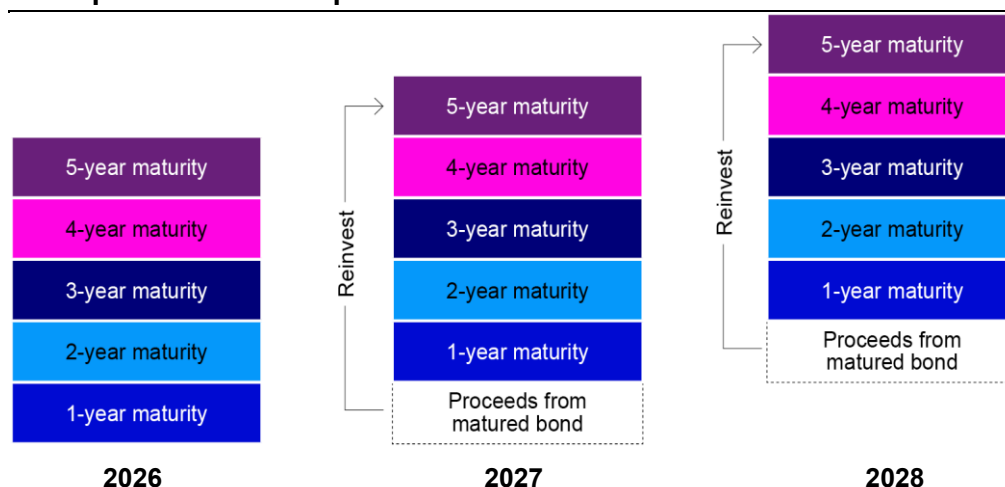 5-year maturity
4-year maturity
3-year maturity
2-year maturity
1-year maturity
2026
Reinvest
5-year maturity
4-year maturity
3-year maturity
2-year maturity
1-year maturity
Proceeds from
matured bond
2027
Reinvest
5-year maturity
4-year maturity
3-year maturity
2-year maturity
1-year maturity
Proceeds from
matured bond
2028